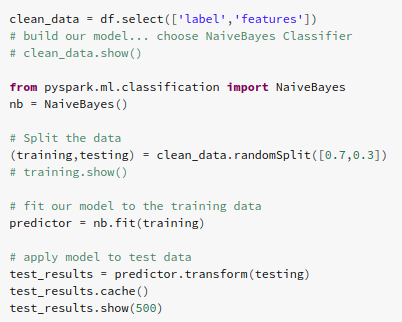 clean_data = df.select(['label','features'])
# build our model... choose NaiveBayes Classifier
# clean_data.show()
from pyspark.ml.classification import NaiveBayes
nb = NaiveBayes()
# Split the data
(training,testing) = clean_data.randomSplit([0.7,0.3])
# training.show()
# fit our model to the training data
predictor = nb.fit(training)
# apply model to test data
test_results = predictor.transform(testing)
test_results.cache()
test_results.show(500)